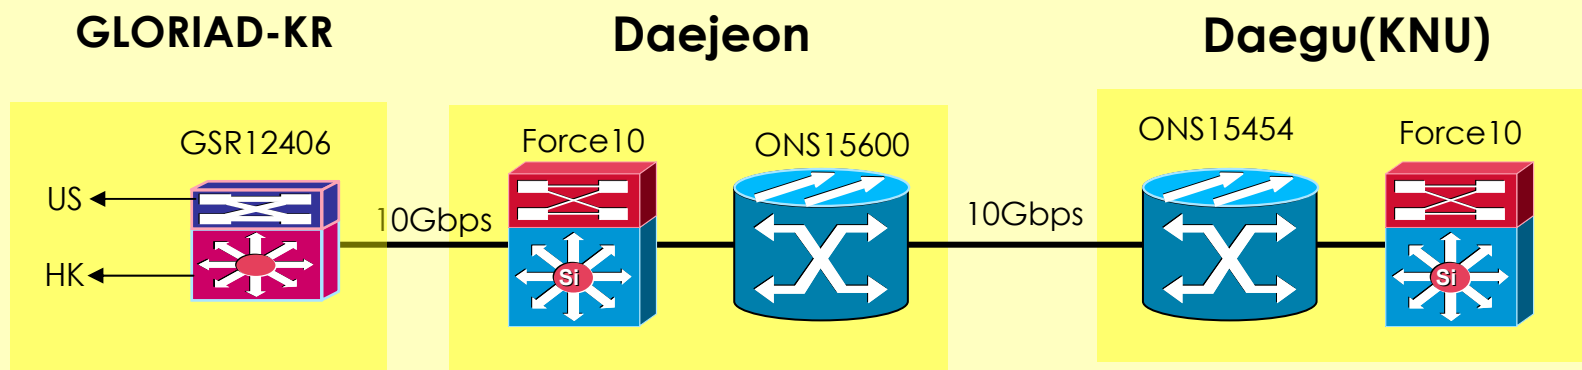 GLORIAD-KR
Daejeon
Daegu(KNU)
GSR12406
Force10
ONS15600
ONS15454
Force10
US
HK
10Gbps
10Gbps
Si
Si